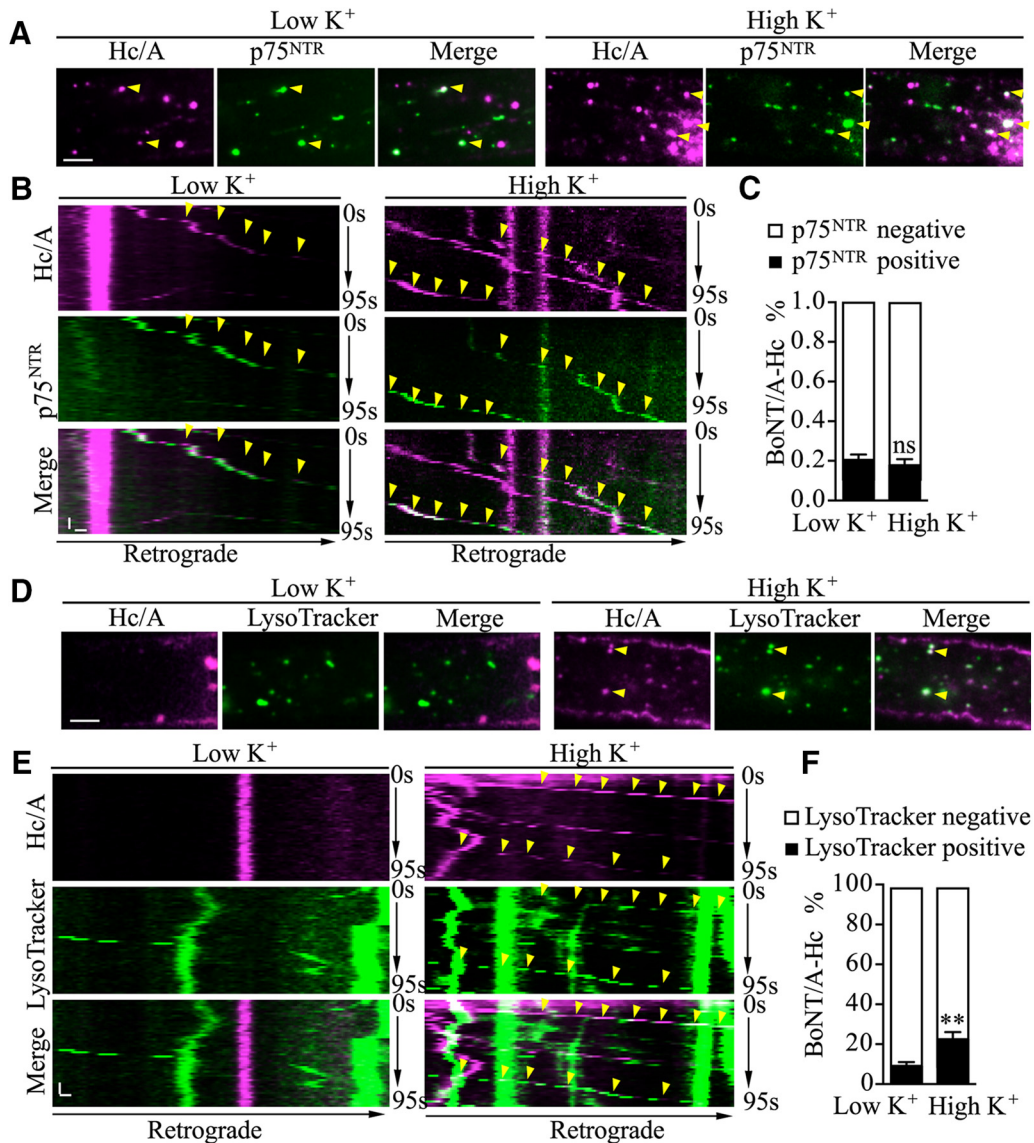 A
Low K⁺
High K⁺
Hc/A p75ᴺᵀᴿ Merge Hc/A p75ᴺᵀᴿ Merge
B
Low K⁺
High K⁺
Hc/A
0s
95s
0s
95s
p75ᴺᵀᴿ
0s
95s
0s
95s
Merge
0s
95s
0s
95s
Retrograde
Retrograde
C
p75ᴺᵀᴿ negative
p75ᴺᵀᴿ positive
BoNT/A-Hc %
1.0
0.8
0.6
0.4
0.2
0.0
ns
Low K⁺ High K⁺
D
Low K⁺
High K⁺
Hc/A LysoTracker Merge Hc/A LysoTracker Merge
E
Low K⁺
High K⁺
Hc/A
0s
95s
0s
95s
LysoTracker
0s
95s
0s
95s
Merge
0s
95s
0s
95s
Retrograde
Retrograde
F
LysoTracker negative
LysoTracker positive
BoNT/A-Hc %
100
80
60
40
20
0
**
Low K⁺ High K⁺